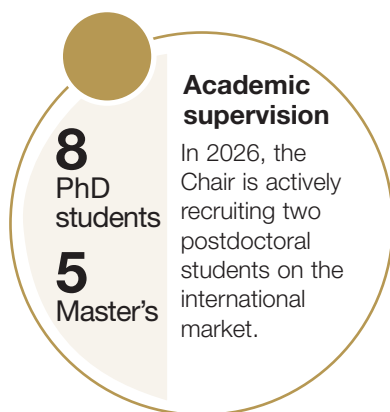 8
PhD
students
5
Master's
Academic
supervision
In 2026, the
Chair is actively
recruiting two
postdoctoral
students on the
international
market.